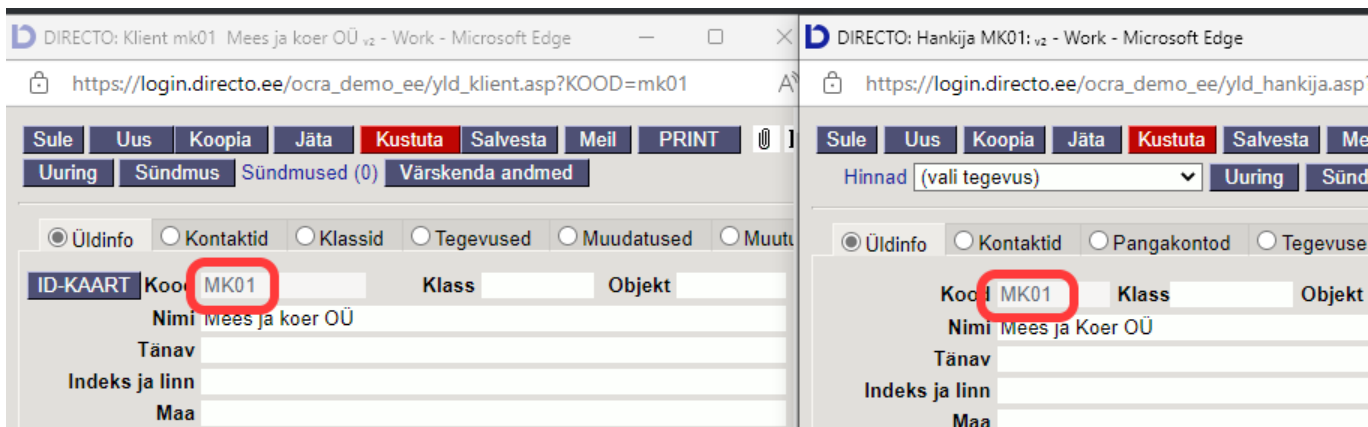 DIRECTO: Klient mk01 Mees ja koer OÜ v2 - Work - Microsoft Edge
https://login.directo.ee/ocra_demo_ee/yld_klient.asp?KOOD=mk01
Sule Uus Koopia Jäta Kustuta Salvesta Meil PRINT
Uuring Sündmus Sündmused (0) Värskenda andmed
Üldinfo Kontaktid Klassid Tegevused Muudatused
ID-KAART Kood MK01 Klass Objekt
Nimi Mees ja koer OÜ
Tänav
Indeks ja linn
Maa
DIRECTO: Hankija MK01: v2 - Work - Microsoft Edge
https://login.directo.ee/ocra_demo_ee/yld_hankija.asp?
Sule Uus Koopia Jäta Kustuta Salvesta Me
Hinnad (vali tegevus) Uuring Sünd
Üldinfo Kontaktid Pangakontod Tegevuse
Kood MK01 Klass Objekt
Nimi Mees ja Koer OÜ
Tänav
Indeks ja linn
Maa